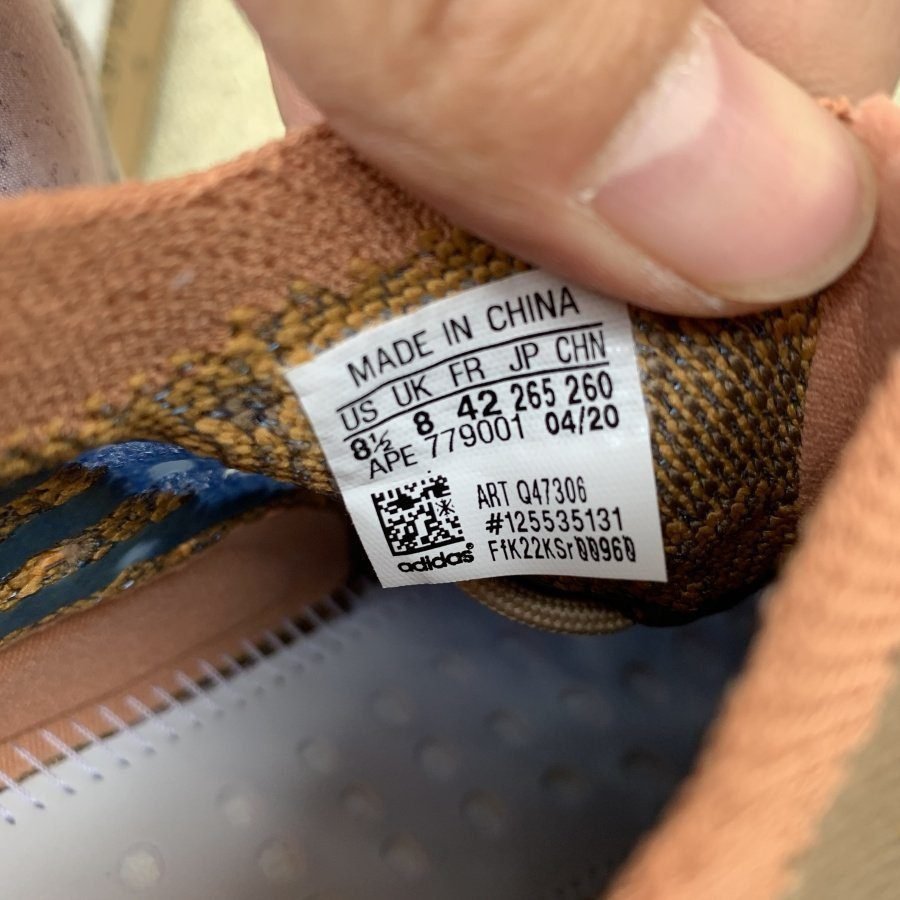 MADE IN CHINA
US UK FR JP CHN
8½ 8 42 265 260
APE 779001 04/20
ART Q47306
#125535131
FfK22KSr00960
adidas®